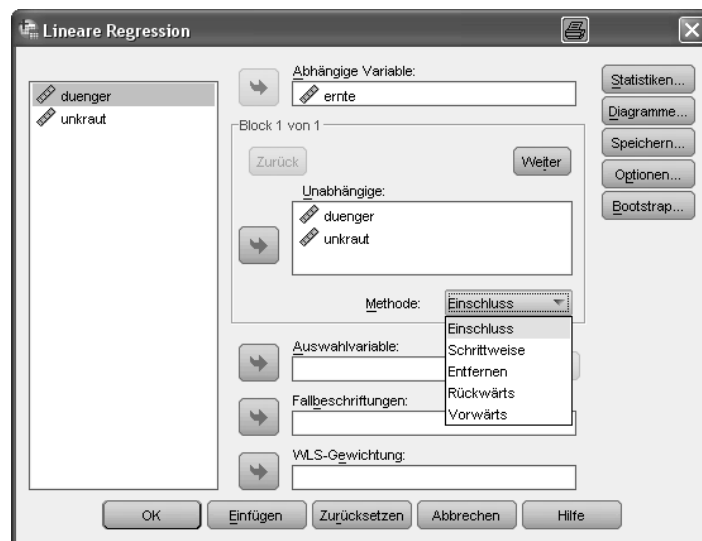 Lineare Regression
duenger
unkraut
Abhängige Variable:
ernte
Block 1 von 1
Zurück
Weiter
Unabhängige:
duenger
unkraut
Methode:
Einschluss
Einschluss
Schrittweise
Entfernen
Rückwärts
Vorwärts
Auswahlvariable:
Fallbeschriftungen:
WLS-Gewichtung:
Statistiken...
Diagramme...
Speichern...
Optionen...
Bootstrap...
OK
Einfügen
Zurücksetzen
Abbrechen
Hilfe